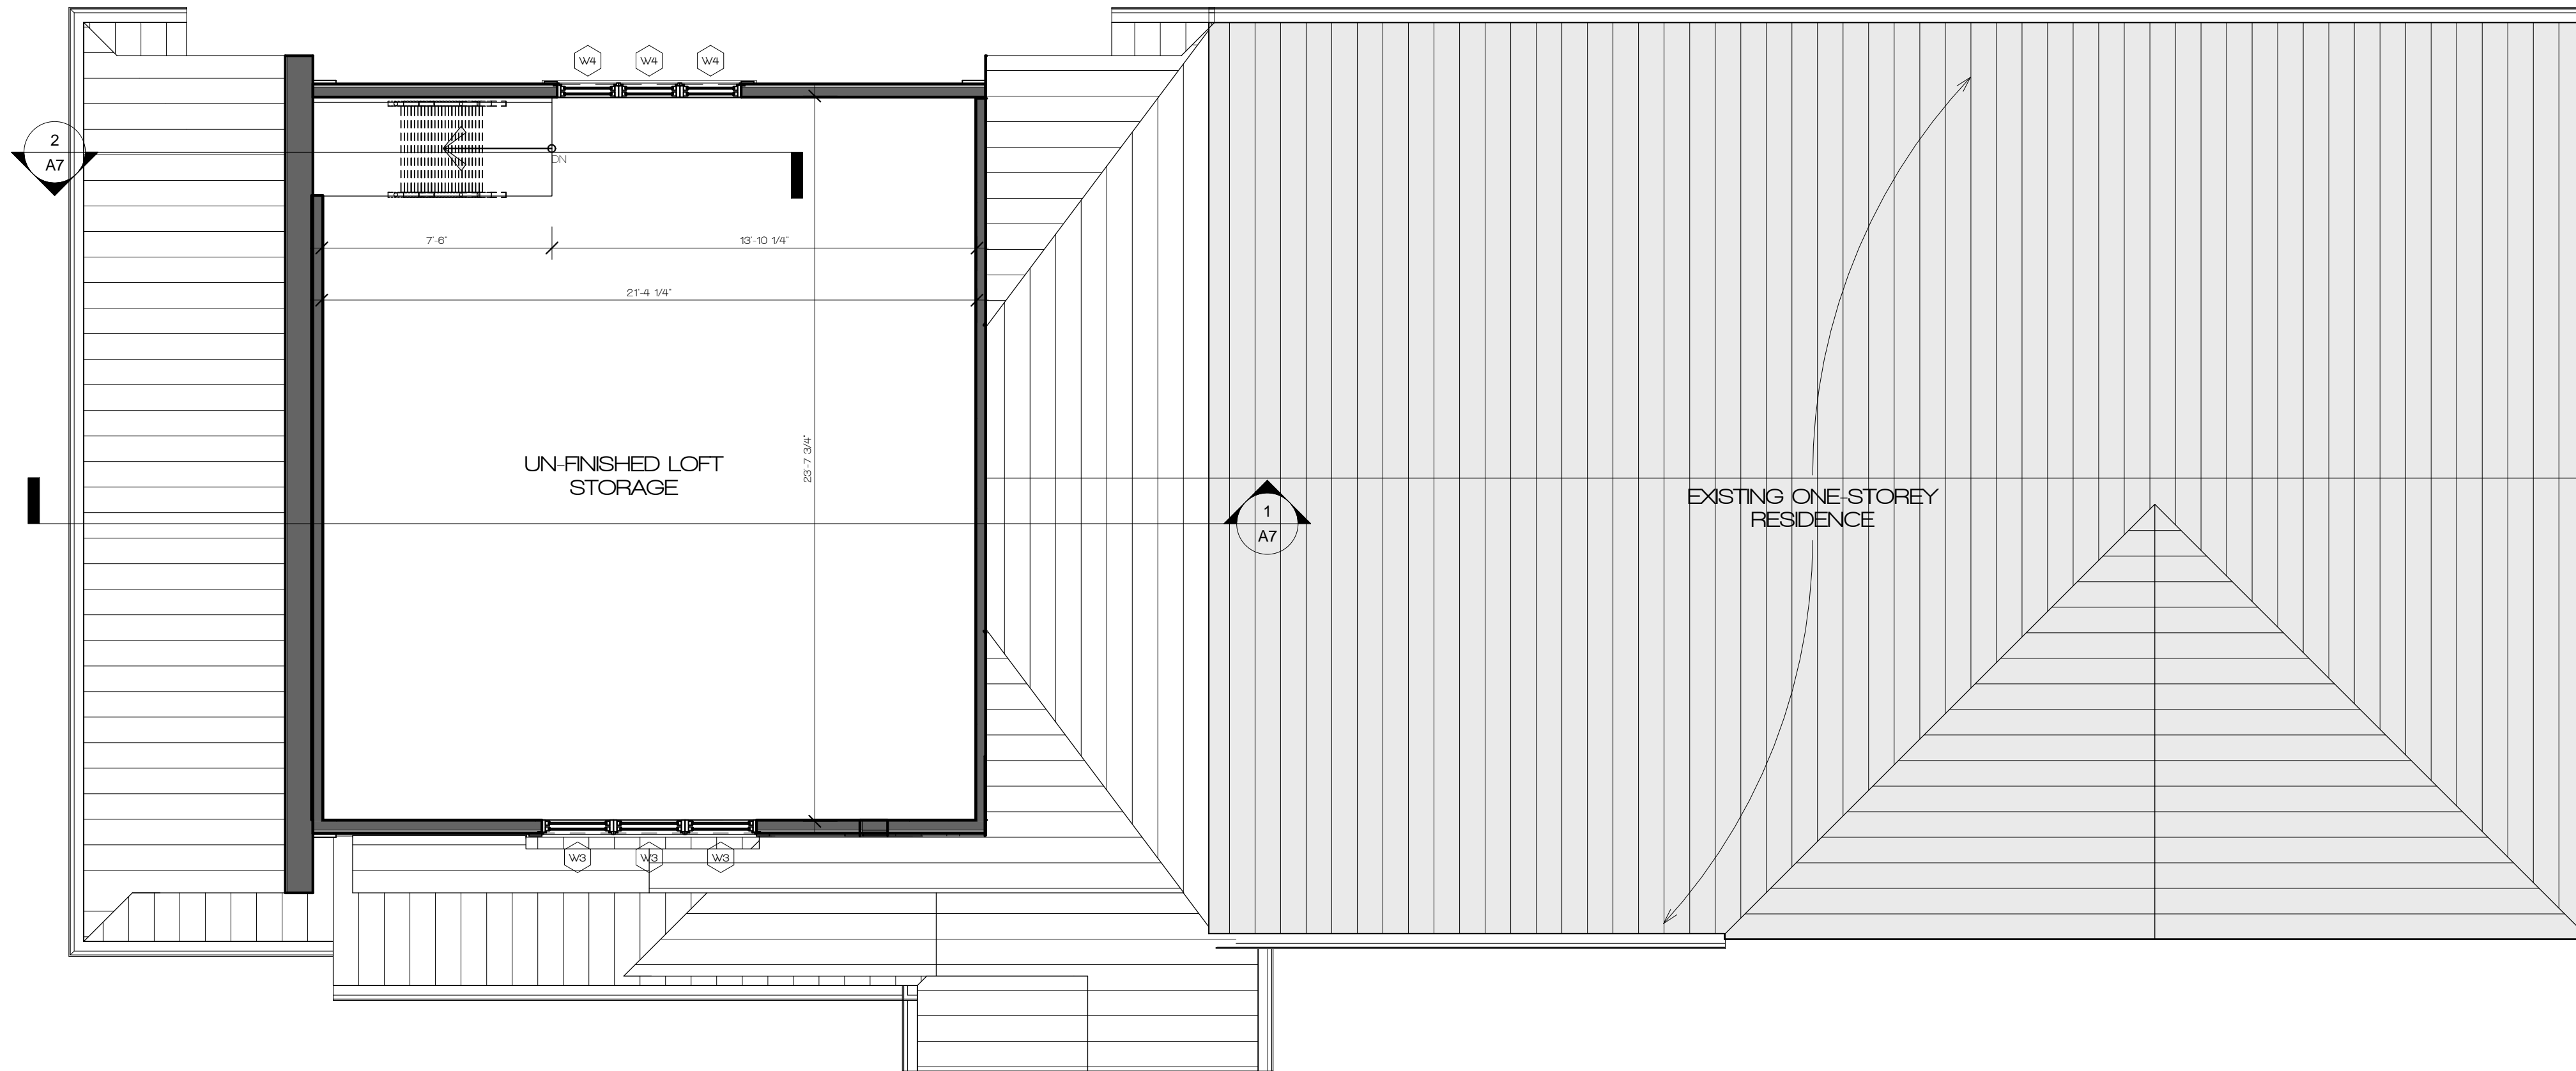 W4 W4 W4
2
A7
DN
7'-6" 13'-10 1/4"
21'-4 1/4"
23'-7 3/4"
UN-FINISHED LOFT
STORAGE
EXISTING ONE-STOREY
RESIDENCE
1
A7
W3 W3 W3